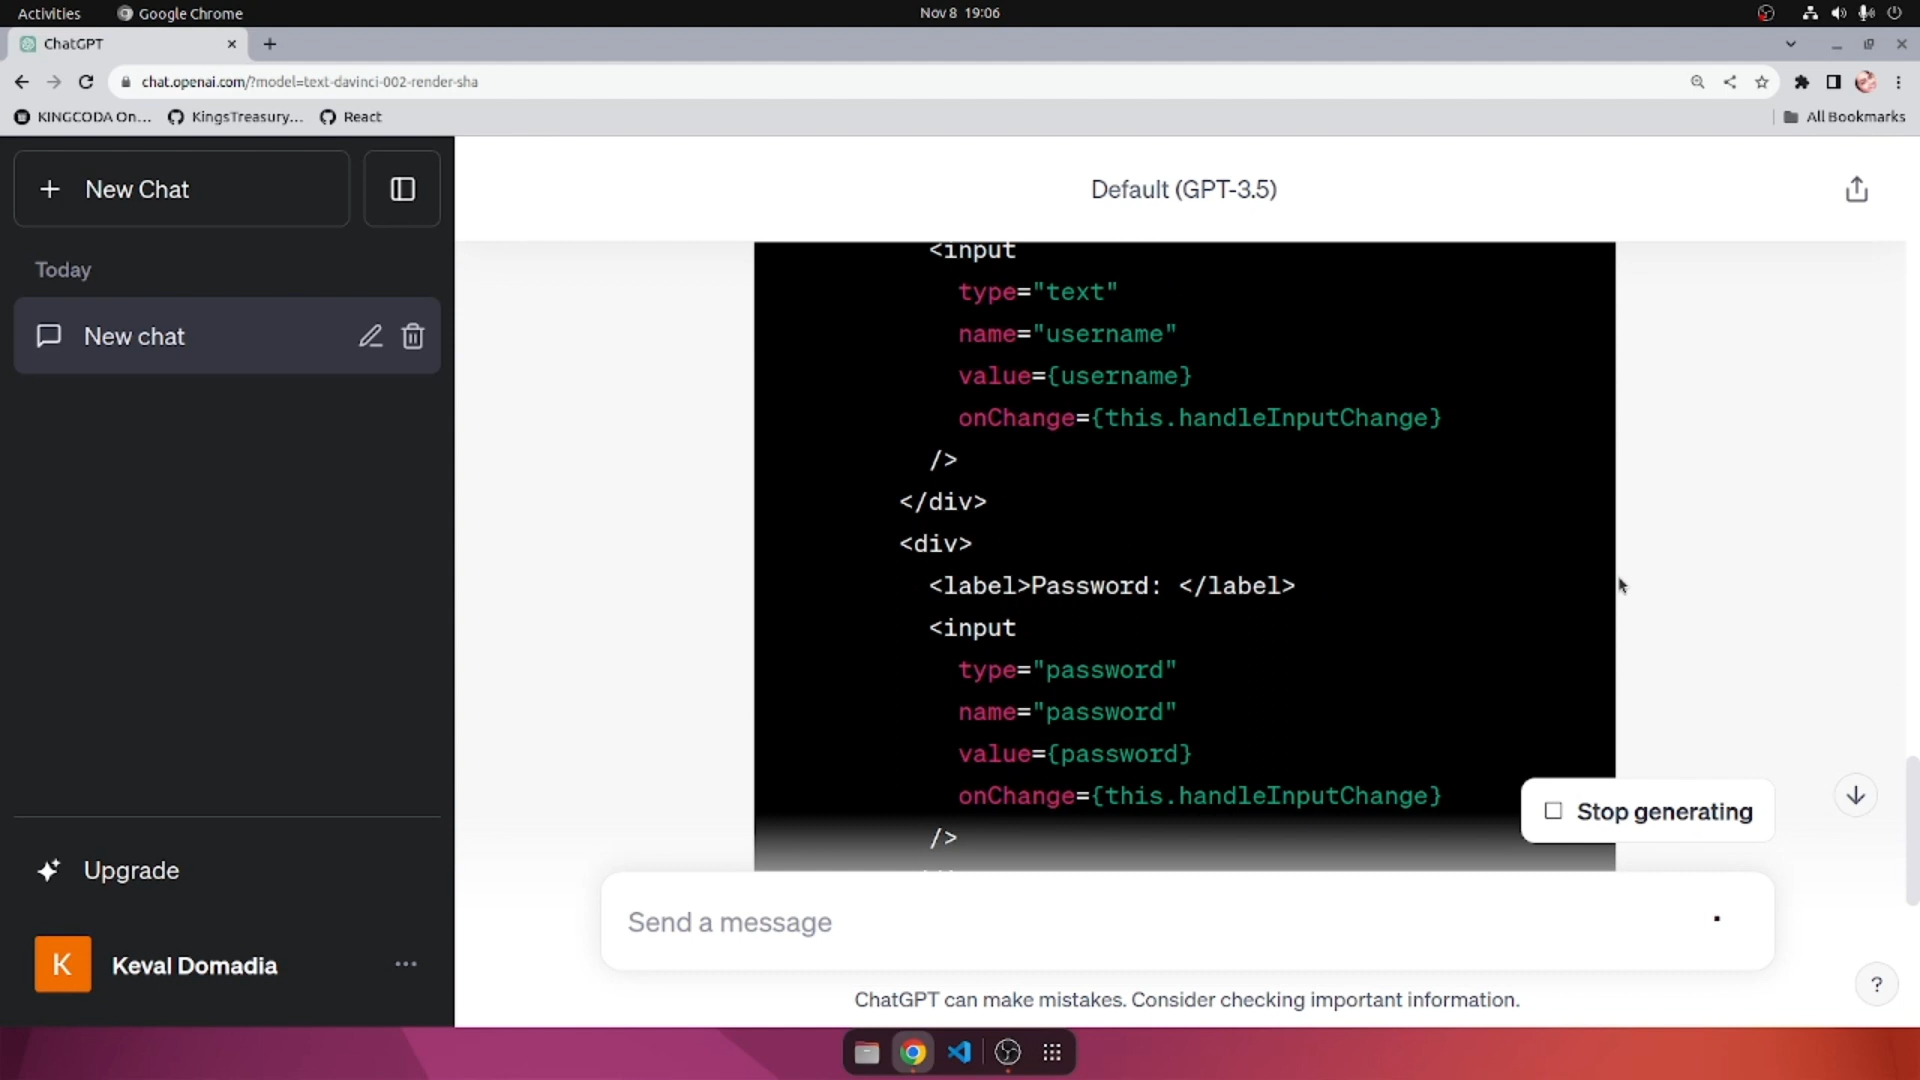 Activities
Google Chrome
Nov 8 19:06
ChatGPT
chat.openai.com/?model=text-davinci-002-render-sha
KINGCODA On...
KingsTreasury...
React
All Bookmarks
New Chat
Default (GPT-3.5)
Today
New chat
<input
type="text"
name="username"
value={username}
onChange={this.handleInputChange}
/>
</div>
<div>
<label>Password: </label>
<input
type="password"
name="password"
value={password}
onChange={this.handleInputChange}
/>
Stop generating
Upgrade
Send a message
K
Keval Domadia
ChatGPT can make mistakes. Consider checking important information.
?